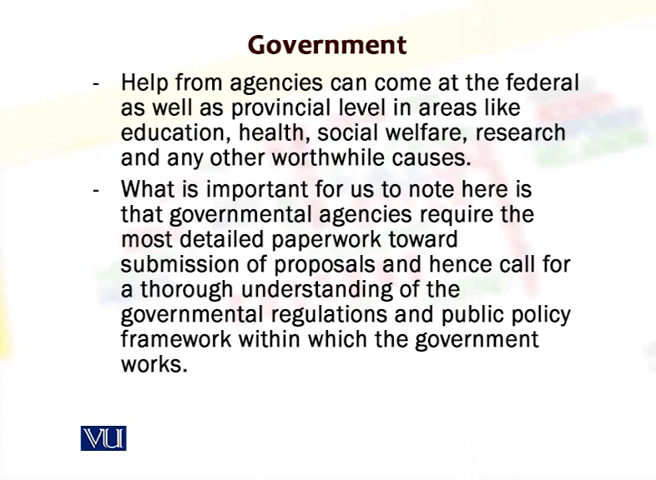 Government
- Help from agencies can come at the federal
as well as provincial level in areas like
education, health, social welfare, research
and any other worthwhile causes.
- What is important for us to note here is
that governmental agencies require the
most detailed paperwork toward
submission of proposals and hence call for
a thorough understanding of the
governmental regulations and public policy
framework within which the government
works.
VU